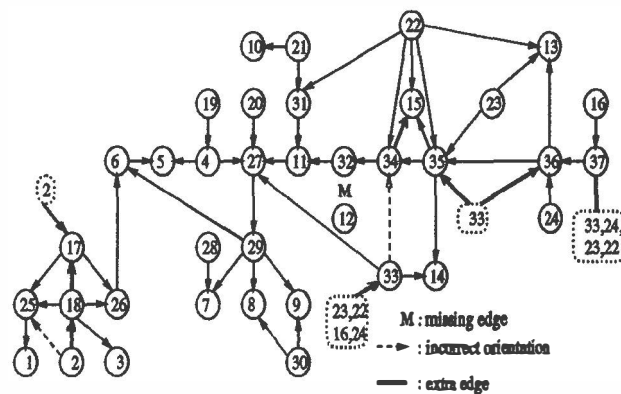 22
10 21 13
19 20 31 15 23 16
6 5 4 27 11 32 34 35 36 37
M
2 12 33 24
33,24,
23,22
17 28 29 33 14
25 18 26 7 8 9
23,22
16,24
M : missing edge
1 2 3 30
: incorrect orientation
: extra edge